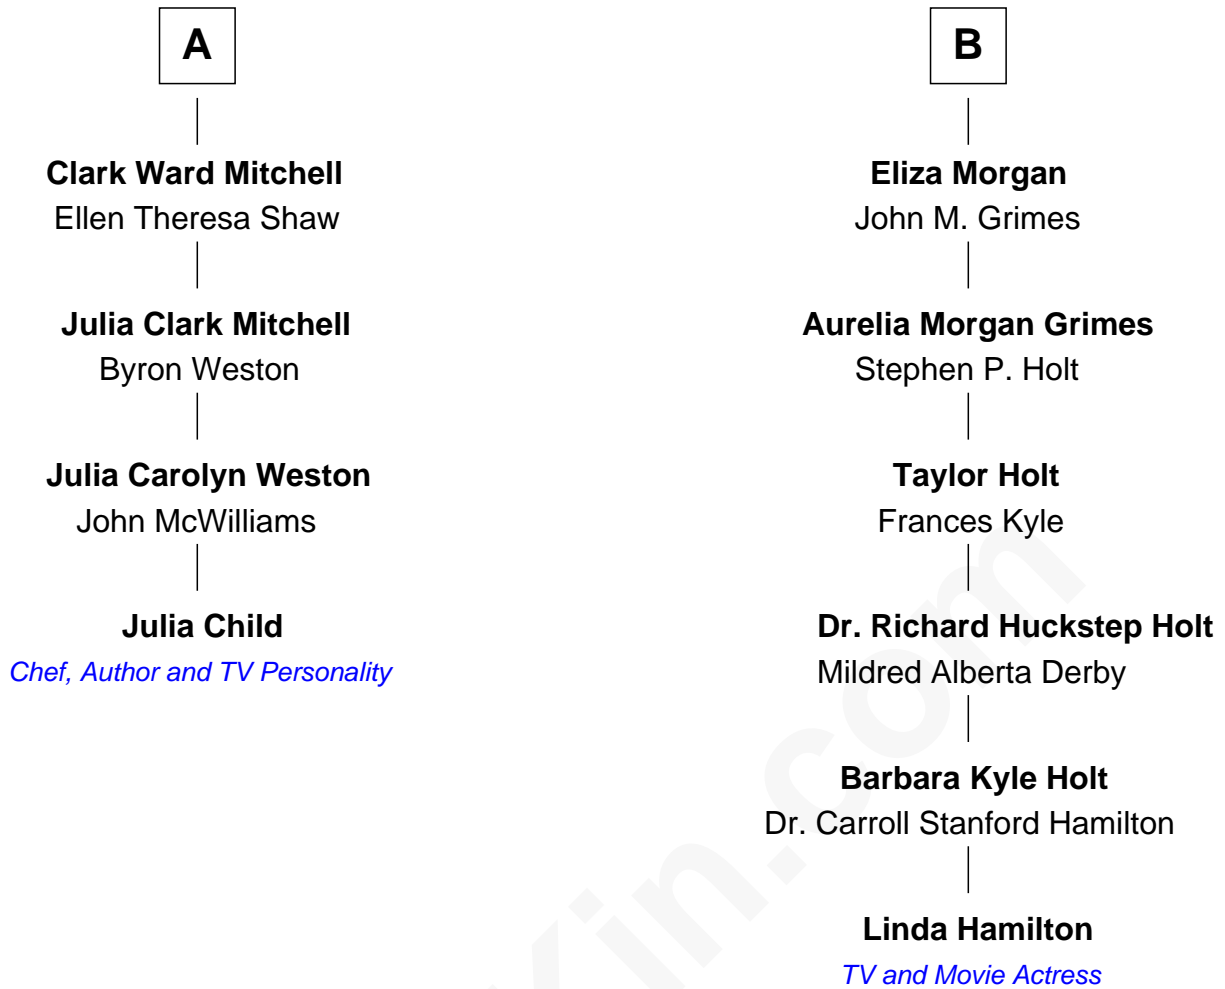 A
Clark Ward Mitchell
Ellen Theresa Shaw
Julia Clark Mitchell
Byron Weston
Julia Carolyn Weston
John McWilliams
Julia Child
Chef, Author and TV Personality
B
Eliza Morgan
John M. Grimes
Aurelia Morgan Grimes
Stephen P. Holt
Taylor Holt
Frances Kyle
Dr. Richard Huckstep Holt
Mildred Alberta Derby
Barbara Kyle Holt
Dr. Carroll Stanford Hamilton
Linda Hamilton
TV and Movie Actress